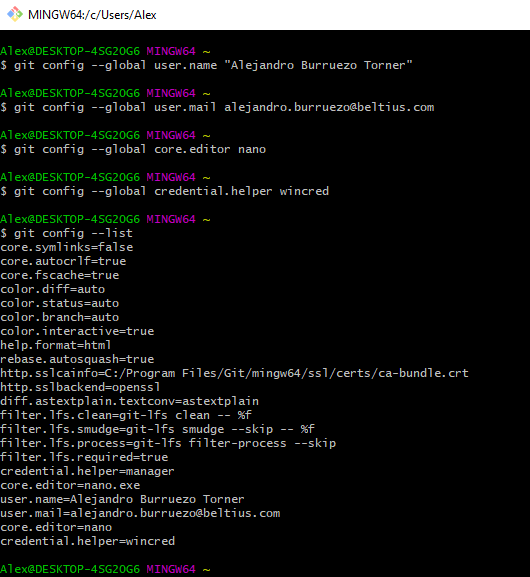 MINGW64:/c/Users/Alex
Alex@DESKTOP-4SG2OG6 MINGW64 ~
$ git config --global user.name "Alejandro Burruezo Torner"
Alex@DESKTOP-4SG2OG6 MINGW64 ~
$ git config --global user.mail alejandro.burruezo@beltius.com
Alex@DESKTOP-4SG2OG6 MINGW64 ~
$ git config --global core.editor nano
Alex@DESKTOP-4SG2OG6 MINGW64 ~
$ git config --global credential.helper wincred
Alex@DESKTOP-4SG2OG6 MINGW64 ~
$ git config --list
core.symlinks=false
core.autocrlf=true
core.fscache=true
color.diff=auto
color.status=auto
color.branch=auto
color.interactive=true
help.format=html
rebase.autosquash=true
http.sslcainfo=C:/Program Files/Git/mingw64/ssl/certs/ca-bundle.crt
http.sslbackend=openssl
diff.astextplain.textconv=astextplain
filter.lfs.clean=git-lfs clean -- %f
filter.lfs.smudge=git-lfs smudge --skip -- %f
filter.lfs.process=git-lfs filter-process --skip
filter.lfs.required=true
credential.helper=manager
core.editor=nano.exe
user.name=Alejandro Burruezo Torner
user.mail=alejandro.burruezo@beltius.com
core.editor=nano
credential.helper=wincred
Alex@DESKTOP-4SG2OG6 MINGW64 ~